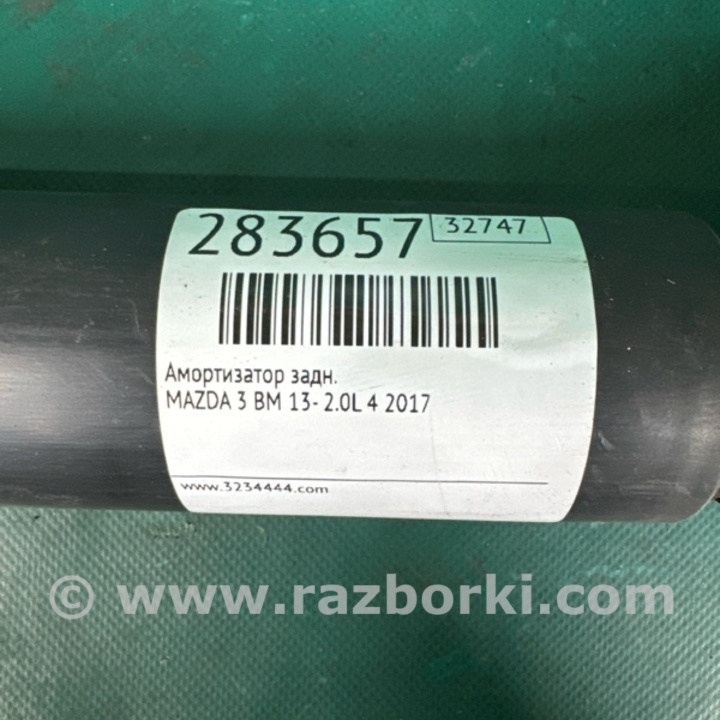 283657 32747
Амортизатор задн.
MAZDA 3 BM 13- 2.0L 4 2017
www.3234444.com
© www.razborki.com